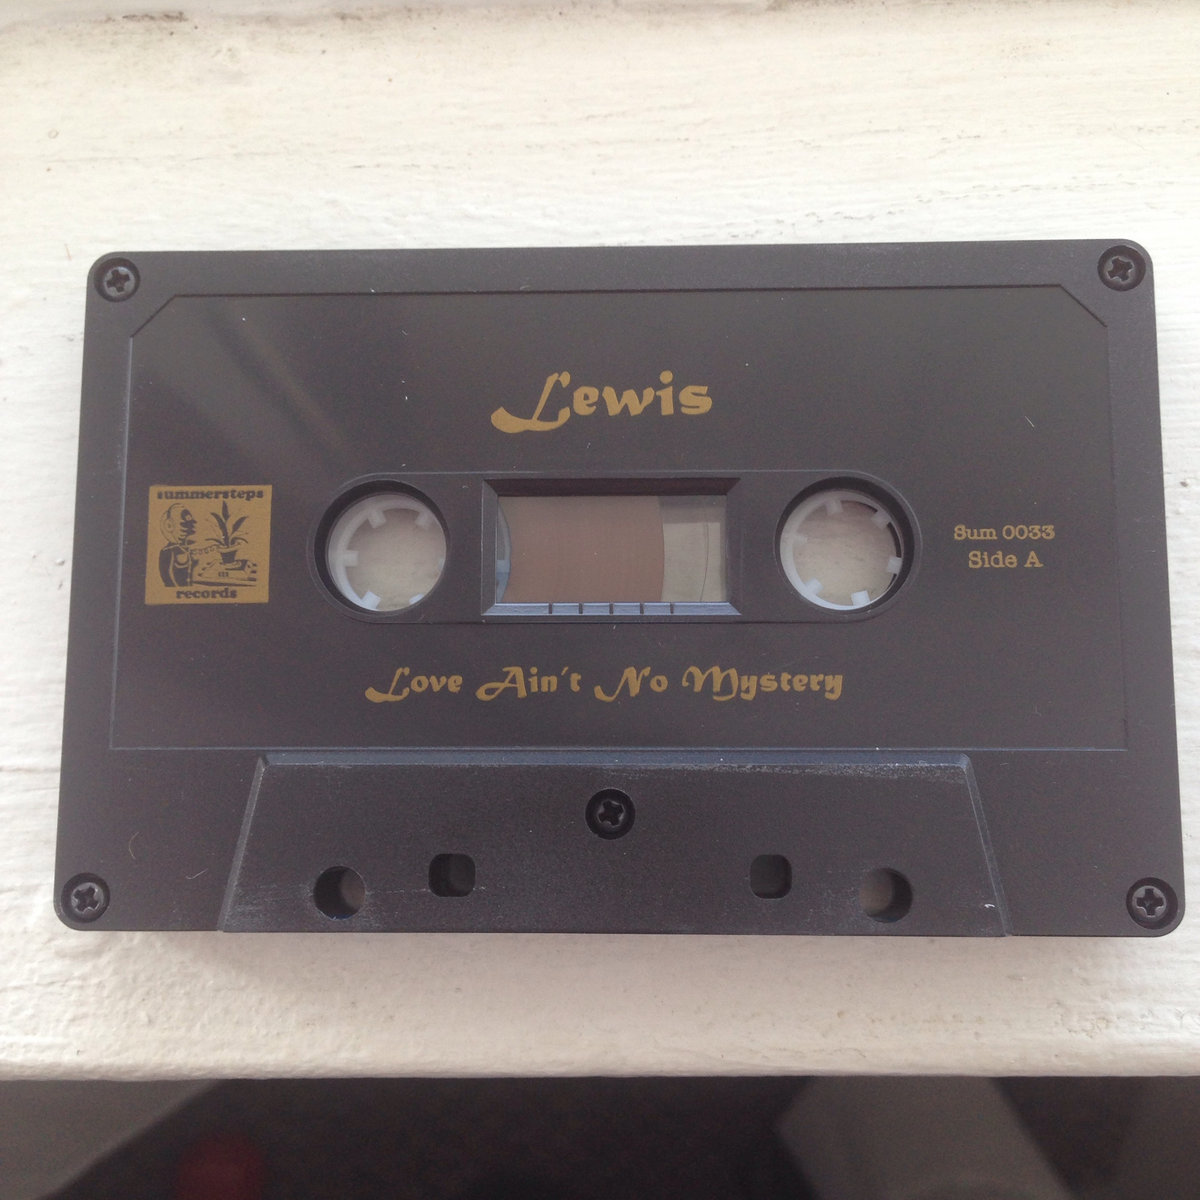 Lewis
summersteps
records
Sum 0033
Side A
Love Ain't No Mystery